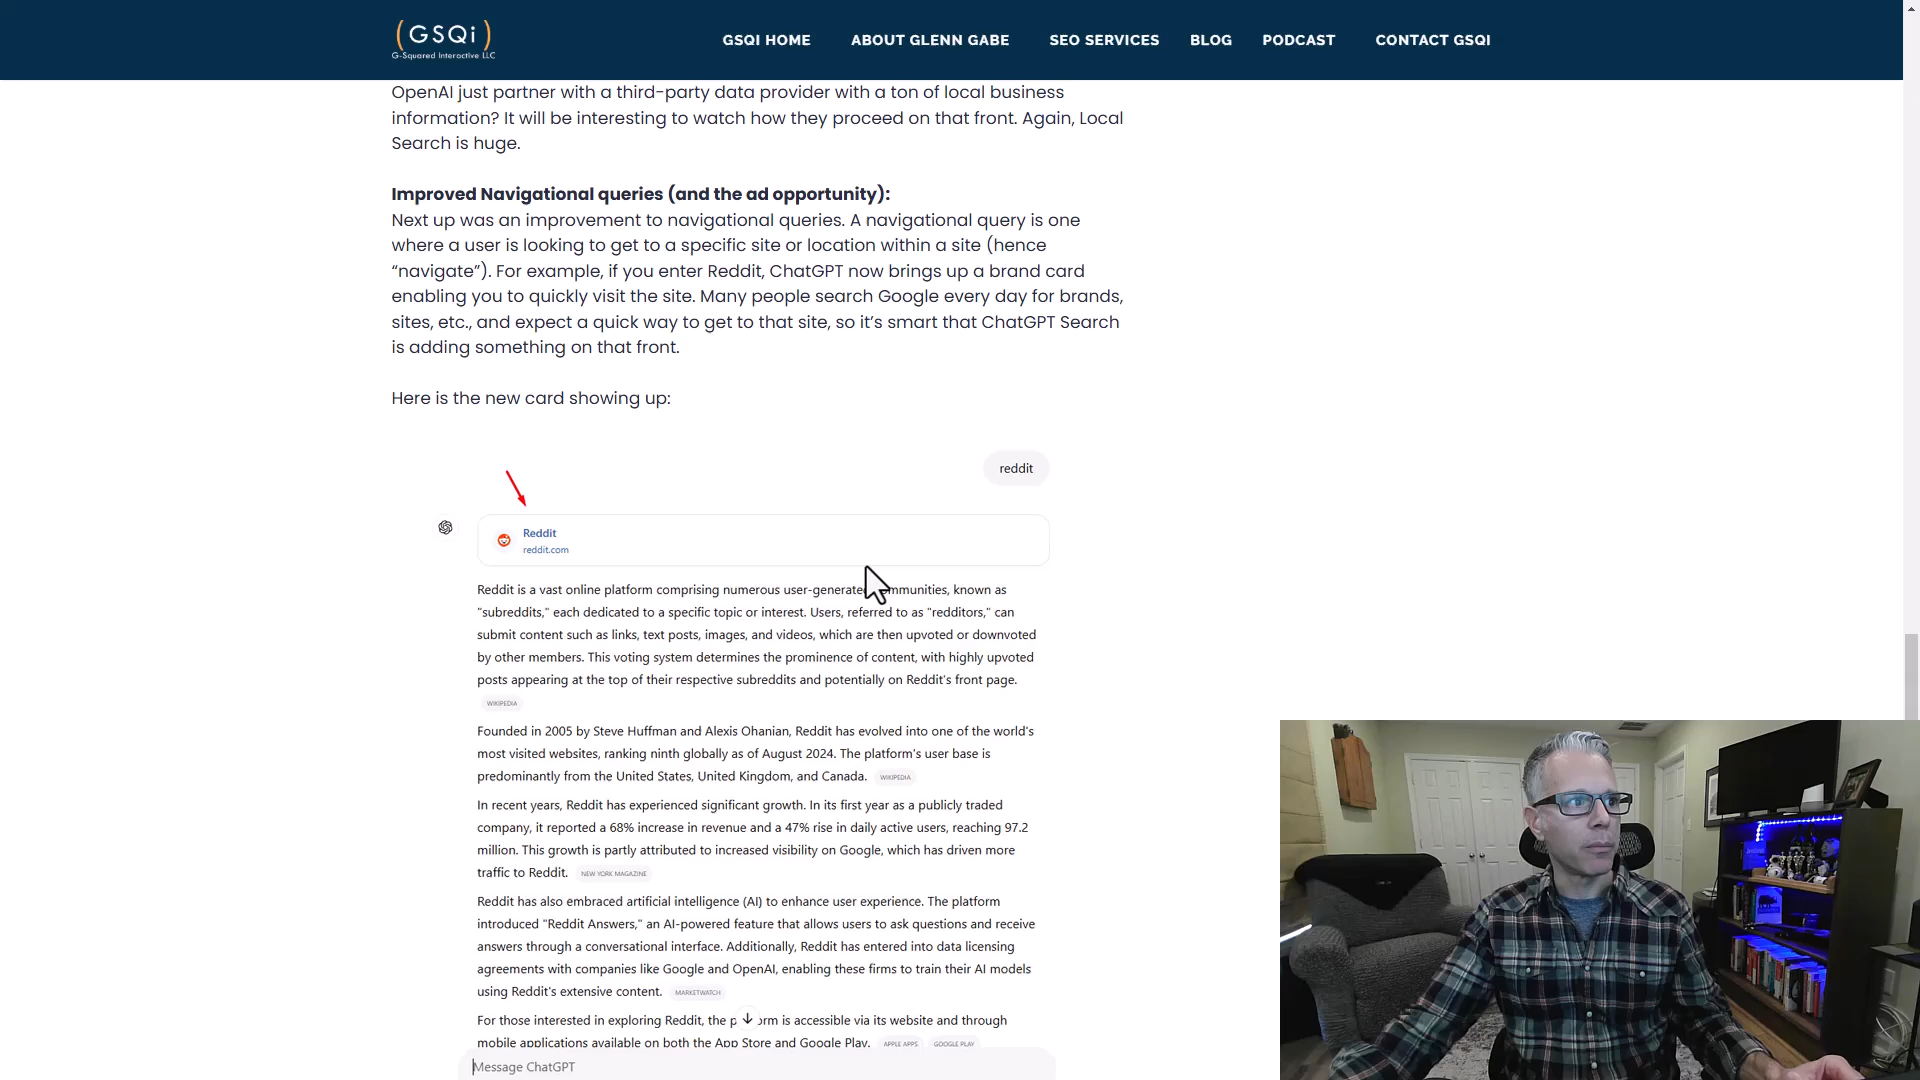 (GSQi)
G-Squared Interactive LLC
GSQI HOME
ABOUT GLENN GABE
SEO SERVICES
BLOG
PODCAST
CONTACT GSQI
OpenAI just partner with a third-party data provider with a ton of local business
information? It will be interesting to watch how they proceed on that front. Again, Local
Search is huge.
Improved Navigational queries (and the ad opportunity):
Next up was an improvement to navigational queries. A navigational query is one
where a user is looking to get to a specific site or location within a site (hence
“navigate”). For example, if you enter Reddit, ChatGPT now brings up a brand card
enabling you to quickly visit the site. Many people search Google every day for brands,
sites, etc., and expect a quick way to get to that site, so it’s smart that ChatGPT Search
is adding something on that front.
Here is the new card showing up:
reddit
Reddit
reddit.com
Reddit is a vast online platform comprising numerous user-generated communities, known as
"subreddits," each dedicated to a specific topic or interest. Users, referred to as "redditors," can
submit content such as links, text posts, images, and videos, which are then upvoted or downvoted
by other members. This voting system determines the prominence of content, with highly upvoted
posts appearing at the top of their respective subreddits and potentially on Reddit's front page.
WIKIPEDIA
Founded in 2005 by Steve Huffman and Alexis Ohanian, Reddit has evolved into one of the world's
most visited websites, ranking ninth globally as of August 2024. The platform's user base is
predominantly from the United States, United Kingdom, and Canada. WIKIPEDIA
In recent years, Reddit has experienced significant growth. In its first year as a publicly traded
company, it reported a 68% increase in revenue and a 47% rise in daily active users, reaching 97.2
million. This growth is partly attributed to increased visibility on Google, which has driven more
traffic to Reddit. NEW YORK MAGAZINE
Reddit has also embraced artificial intelligence (AI) to enhance user experience. The platform
introduced "Reddit Answers," an AI-powered feature that allows users to ask questions and receive
answers through a conversational interface. Additionally, Reddit has entered into data licensing
agreements with companies like Google and OpenAI, enabling these firms to train their AI models
using Reddit's extensive content. MARKETWATCH
For those interested in exploring Reddit, the platform is accessible via its website and through
mobile applications available on both the App Store and Google Play. APPLE APPS GOOGLE PLAY
Message ChatGPT